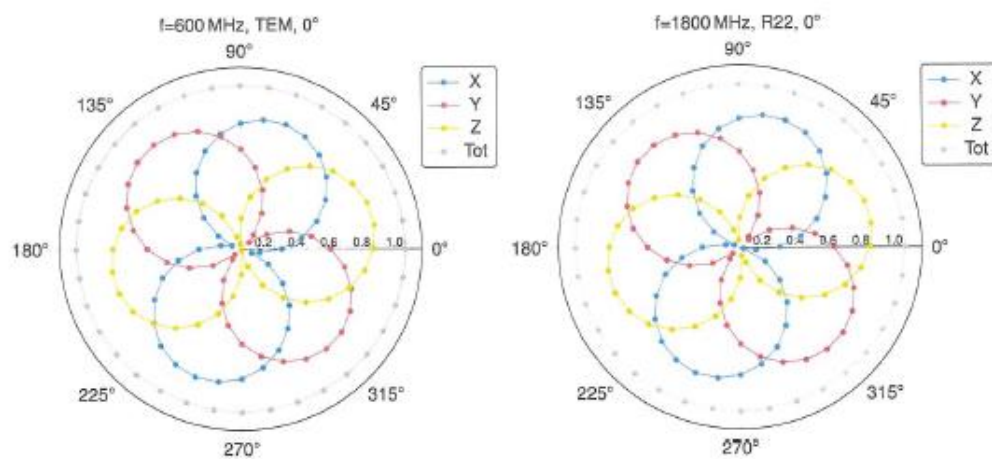 f=600 MHz, TEM, 0°
90°
135°
45°
180°
0.2 0.4 0.6 0.8 1.0
0°
225°
315°
270°
X
Y
Z
Tot
f=1800 MHz, R22, 0°
90°
135°
45°
180°
0.2 0.4 0.6 0.8 1.0
0°
225°
315°
270°
X
Y
Z
Tot